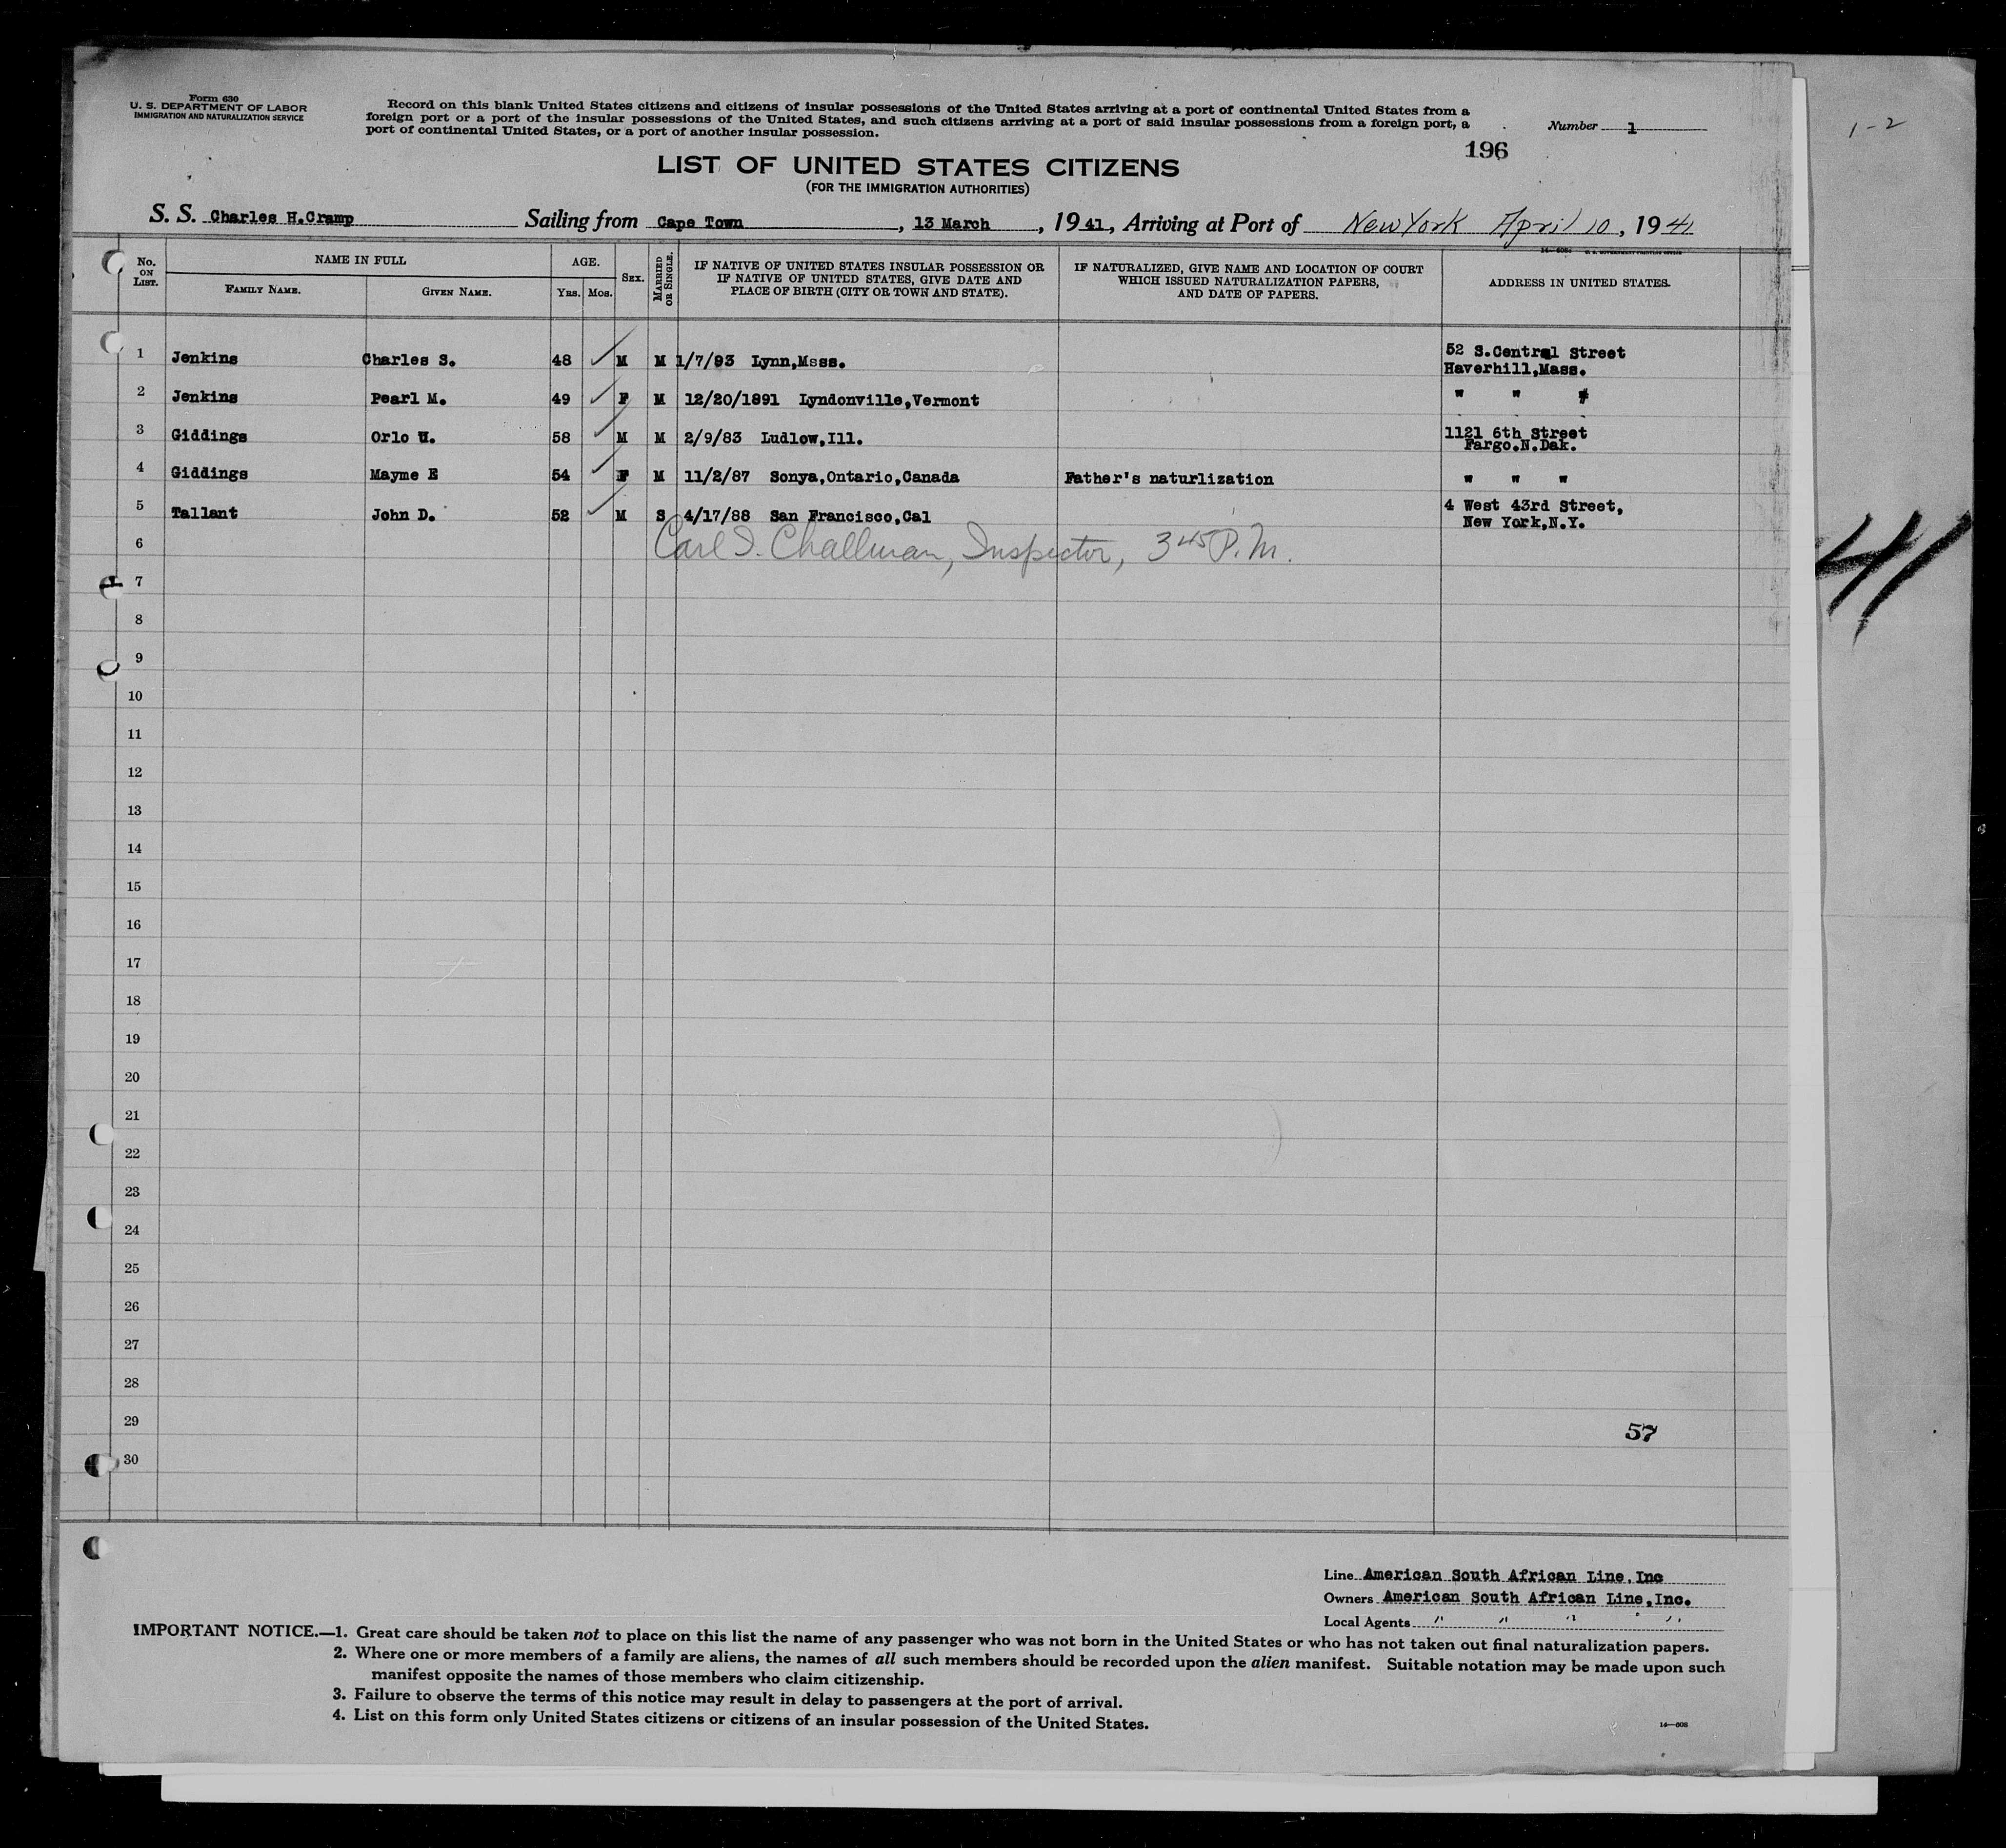 Form 630
U. S. DEPARTMENT OF LABOR
IMMIGRATION AND NATURALIZATION SERVICE
Record on this blank United States citizens and citizens of insular possessions of the United States arriving at a port of continental United States from a
foreign port or a port of the insular possessions of the United States, and such citizens arriving at a port of said insular possessions from a foreign port, a
port of continental United States, or a port of another insular possession.
Number 1
1-2
196
LIST OF UNITED STATES CITIZENS
(FOR THE IMMIGRATION AUTHORITIES)
S. S. Charles H.Cramp Sailing from Cape Town, 13 March, 1941, Arriving at Port of New York April 10, 1941
No. ON LIST. NAME IN FULL FAMILY NAME. GIVEN NAME. AGE. YRS. MOS. SEX. MARRIED OR SINGLE. IF NATIVE OF UNITED STATES INSULAR POSSESSION OR IF NATIVE OF UNITED STATES, GIVE DATE AND PLACE OF BIRTH (CITY OR TOWN AND STATE). IF NATURALIZED, GIVE NAME AND LOCATION OF COURT WHICH ISSUED NATURALIZATION PAPERS, AND DATE OF PAPERS. ADDRESS IN UNITED STATES.
1 Jenkins Charles S. 48 M M 1/7/93 Lynn,Msss. 52 S.Central Street
Haverhill,Mass.
2 Jenkins Pearl M. 49 F M 12/20/1891 Lyndonville,Vermont " " "
3 Giddings Orlo 58 M M 2/9/83 Ludlow,Ill. 1121 6th Street
Fargo.N.Dak.
4 Giddings Mayme E 54 F M 11/2/87 Sonya,Ontario,Canada Father's naturlization " " "
5 Tallant John D. 52 M S 4/17/88 San Francisco,Cal 4 West 43rd Street,
New York,N.Y.
6 Carl I. Challman, Inspector, 3 45 P.M.
41
7
8
9
10
11
12
13
14
15
16
17
18
19
20
21
22
23
24
25
26
27
28
29
57
30
Line American South African Line,Inc
Owners American South African Line,Inc.
Local Agents " " " " "
IMPORTANT NOTICE.—1. Great care should be taken not to place on this list the name of any passenger who was not born in the United States or who has not taken out final naturalization papers.
2. Where one or more members of a family are aliens, the names of all such members should be recorded upon the alien manifest. Suitable notation may be made upon such
manifest opposite the names of those members who claim citizenship.
3. Failure to observe the terms of this notice may result in delay to passengers at the port of arrival.
4. List on this form only United States citizens or citizens of an insular possession of the United States.
14—608